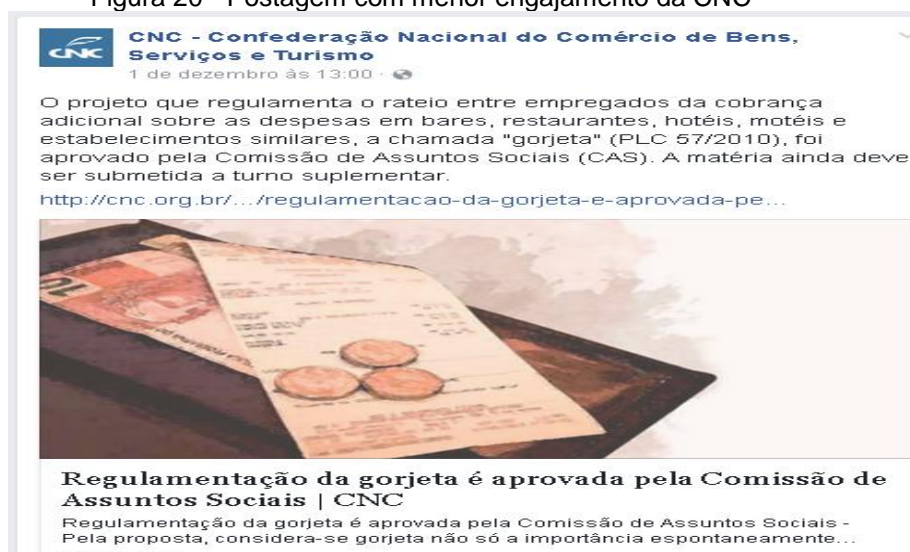 Figura 20 - Postagem com menor engajamento da CNC
CNC
CNC - Confederação Nacional do Comércio de Bens,
Serviços e Turismo
1 de dezembro às 13:00 ·
O projeto que regulamenta o rateio entre empregados da cobrança
adicional sobre as despesas em bares, restaurantes, hotéis, motéis e
estabelecimentos similares, a chamada "gorjeta" (PLC 57/2010), foi
aprovado pela Comissão de Assuntos Sociais (CAS). A matéria ainda deve
ser submetida a turno suplementar.
http://cnc.org.br/.../regulamentacao-da-gorjeta-e-aprovada-pe...
10
Regulamentação da gorjeta é aprovada pela Comissão de
Assuntos Sociais | CNC
Regulamentação da gorjeta é aprovada pela Comissão de Assuntos Sociais -
Pela proposta, considera-se gorjeta não só a importância espontaneamente...